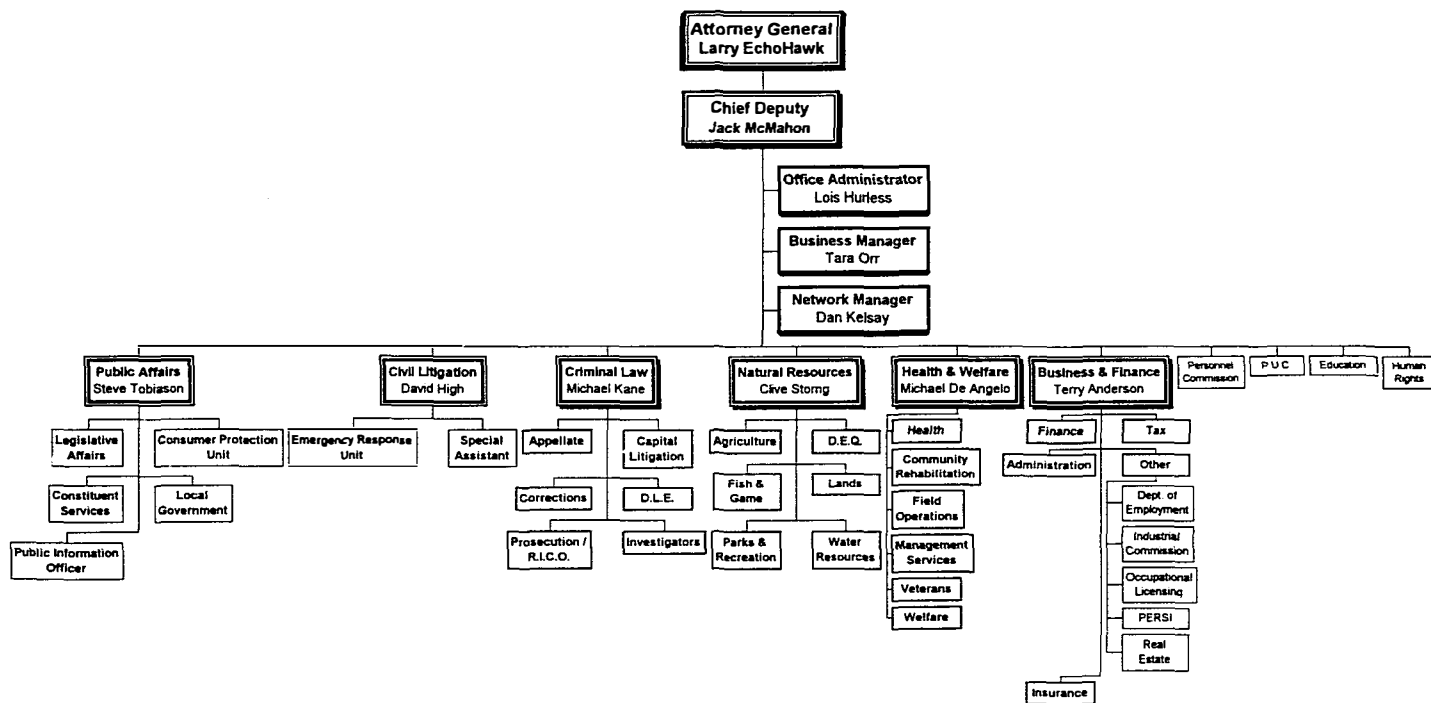 Attorney General
Larry EchoHawk
Chief Deputy
Jack McMahon
Office Administrator
Lois Hurless
Business Manager
Tara Orr
Network Manager
Dan Kelsay
Public Affairs
Steve Tobiason
Civil Litigation
David High
Criminal Law
Michael Kane
Natural Resources
Clive Storng
Health & Welfare
Michael De Angelo
Business & Finance
Terry Anderson
Personnel
Commission
P U C
Education
Human
Rights
Legislative
Affairs
Consumer Protection
Unit
Constituent
Services
Local
Government
Public Information
Officer
Emergency Response
Unit
Special
Assistant
Appellate
Capital
Litigation
Corrections
D.L.E.
Prosecution /
R.I.C.O.
Investigators
Agriculture
D.E.Q.
Fish &
Game
Lands
Parks &
Recreation
Water
Resources
Health
Community
Rehabilitation
Field
Operations
Management
Services
Veterans
Welfare
Finance
Tax
Administration
Other
Dept. of
Employment
Industrial
Commission
Occupational
Licensing
PERSI
Real
Estate
Insurance